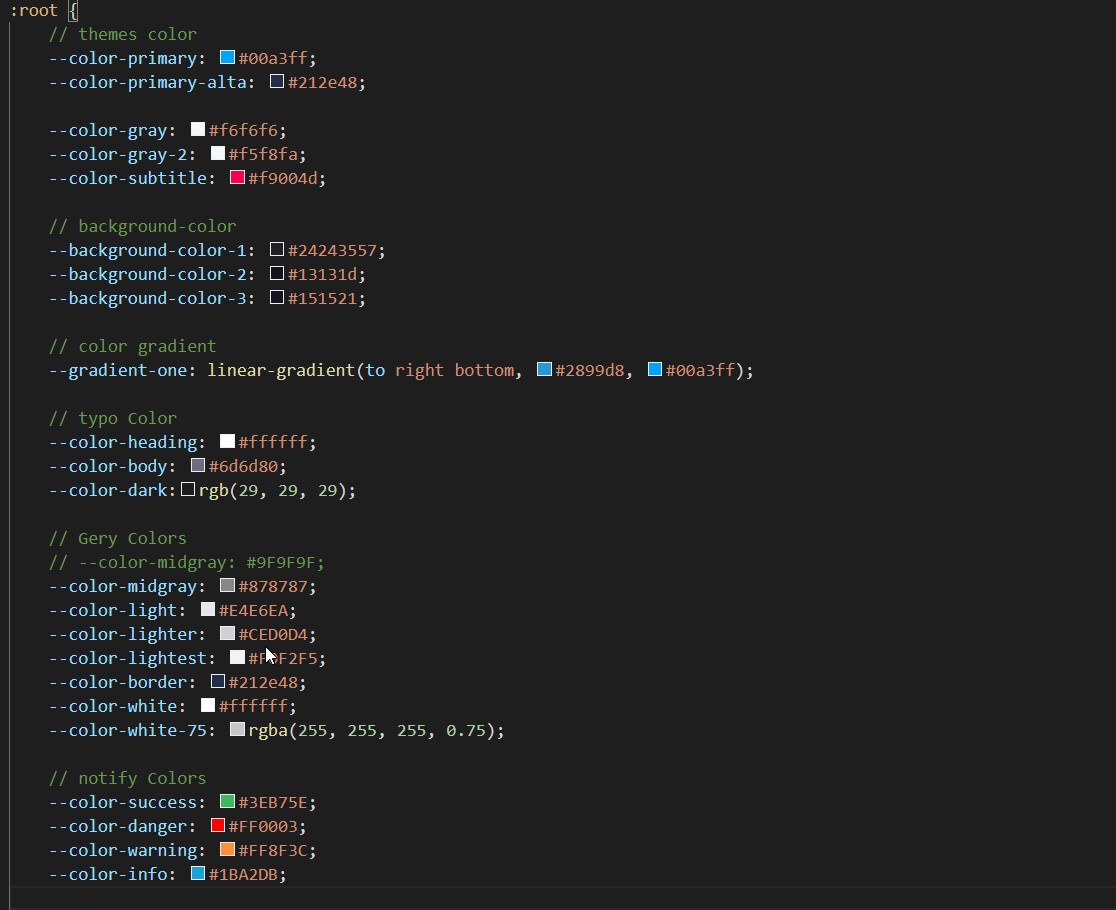 :root {
// themes color
--color-primary: #00a3ff;
--color-primary-alta: #212e48;
--color-gray: #f6f6f6;
--color-gray-2: #f5f8fa;
--color-subtitle: #f9004d;
// background-color
--background-color-1: #24243557;
--background-color-2: #13131d;
--background-color-3: #151521;
// color gradient
--gradient-one: linear-gradient(to right bottom, #2899d8, #00a3ff);
// typo Color
--color-heading: #ffffff;
--color-body: #6d6d80;
--color-dark: rgb(29, 29, 29);
// Gery Colors
// --color-midgray: #9F9F9F;
--color-midgray: #878787;
--color-light: #E4E6EA;
--color-lighter: #CED0D4;
--color-lightest:
--color-border: #212e48;
--color-white: #ffffff;
--color-white-75: rgba(255, 255, 255, 0.75);
// notify Colors
--color-success: #3EB75E;
--color-danger: #FF0003;
--color-warning: #FF8F3C;
--color-info: #1BA2DB;